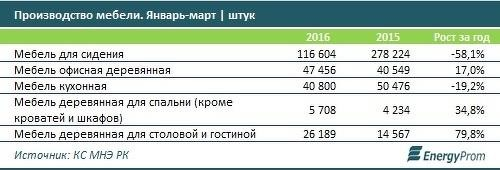 Производство мебели. Январь-март | штук
2016 2015 Рост за год
Мебель для сидения 116 604 278 224 -58,1%
Мебель офисная деревянная 47 456 40 549 17,0%
Мебель кухонная 40 800 50 476 -19,2%
Мебель деревянная для спальни (кроме
кроватей и шкафов) 5 708 4 234 34,8%
Мебель деревянная для столовой и гостиной 26 189 14 567 79,8%
Источник: КС МНЭ РК EnergyProm